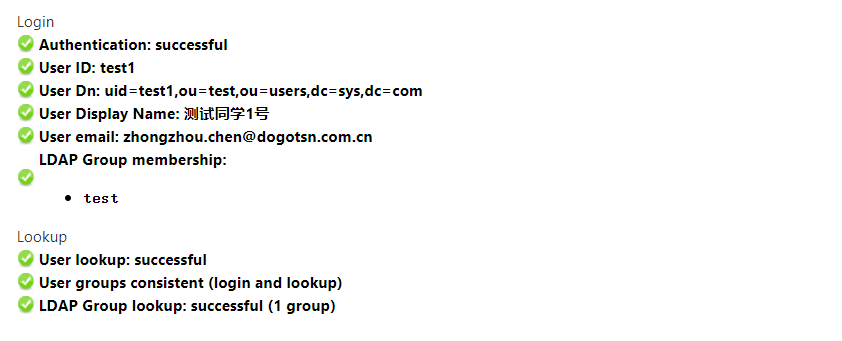 Login
Authentication: successful
User ID: test1
User Dn: uid=test1,ou=test,ou=users,dc=sys,dc=com
User Display Name: 测试同学1号
User email: zhongzhou.chen@dogotsn.com.cn
LDAP Group membership:
• test
Lookup
User lookup: successful
User groups consistent (login and lookup)
LDAP Group lookup: successful (1 group)